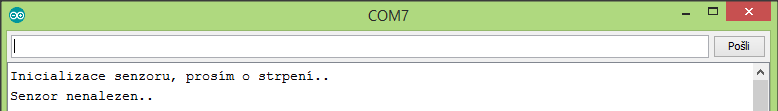 COM7
Pošli
Inicializace senzoru, prosím o strpení..
Senzor nenalezen..